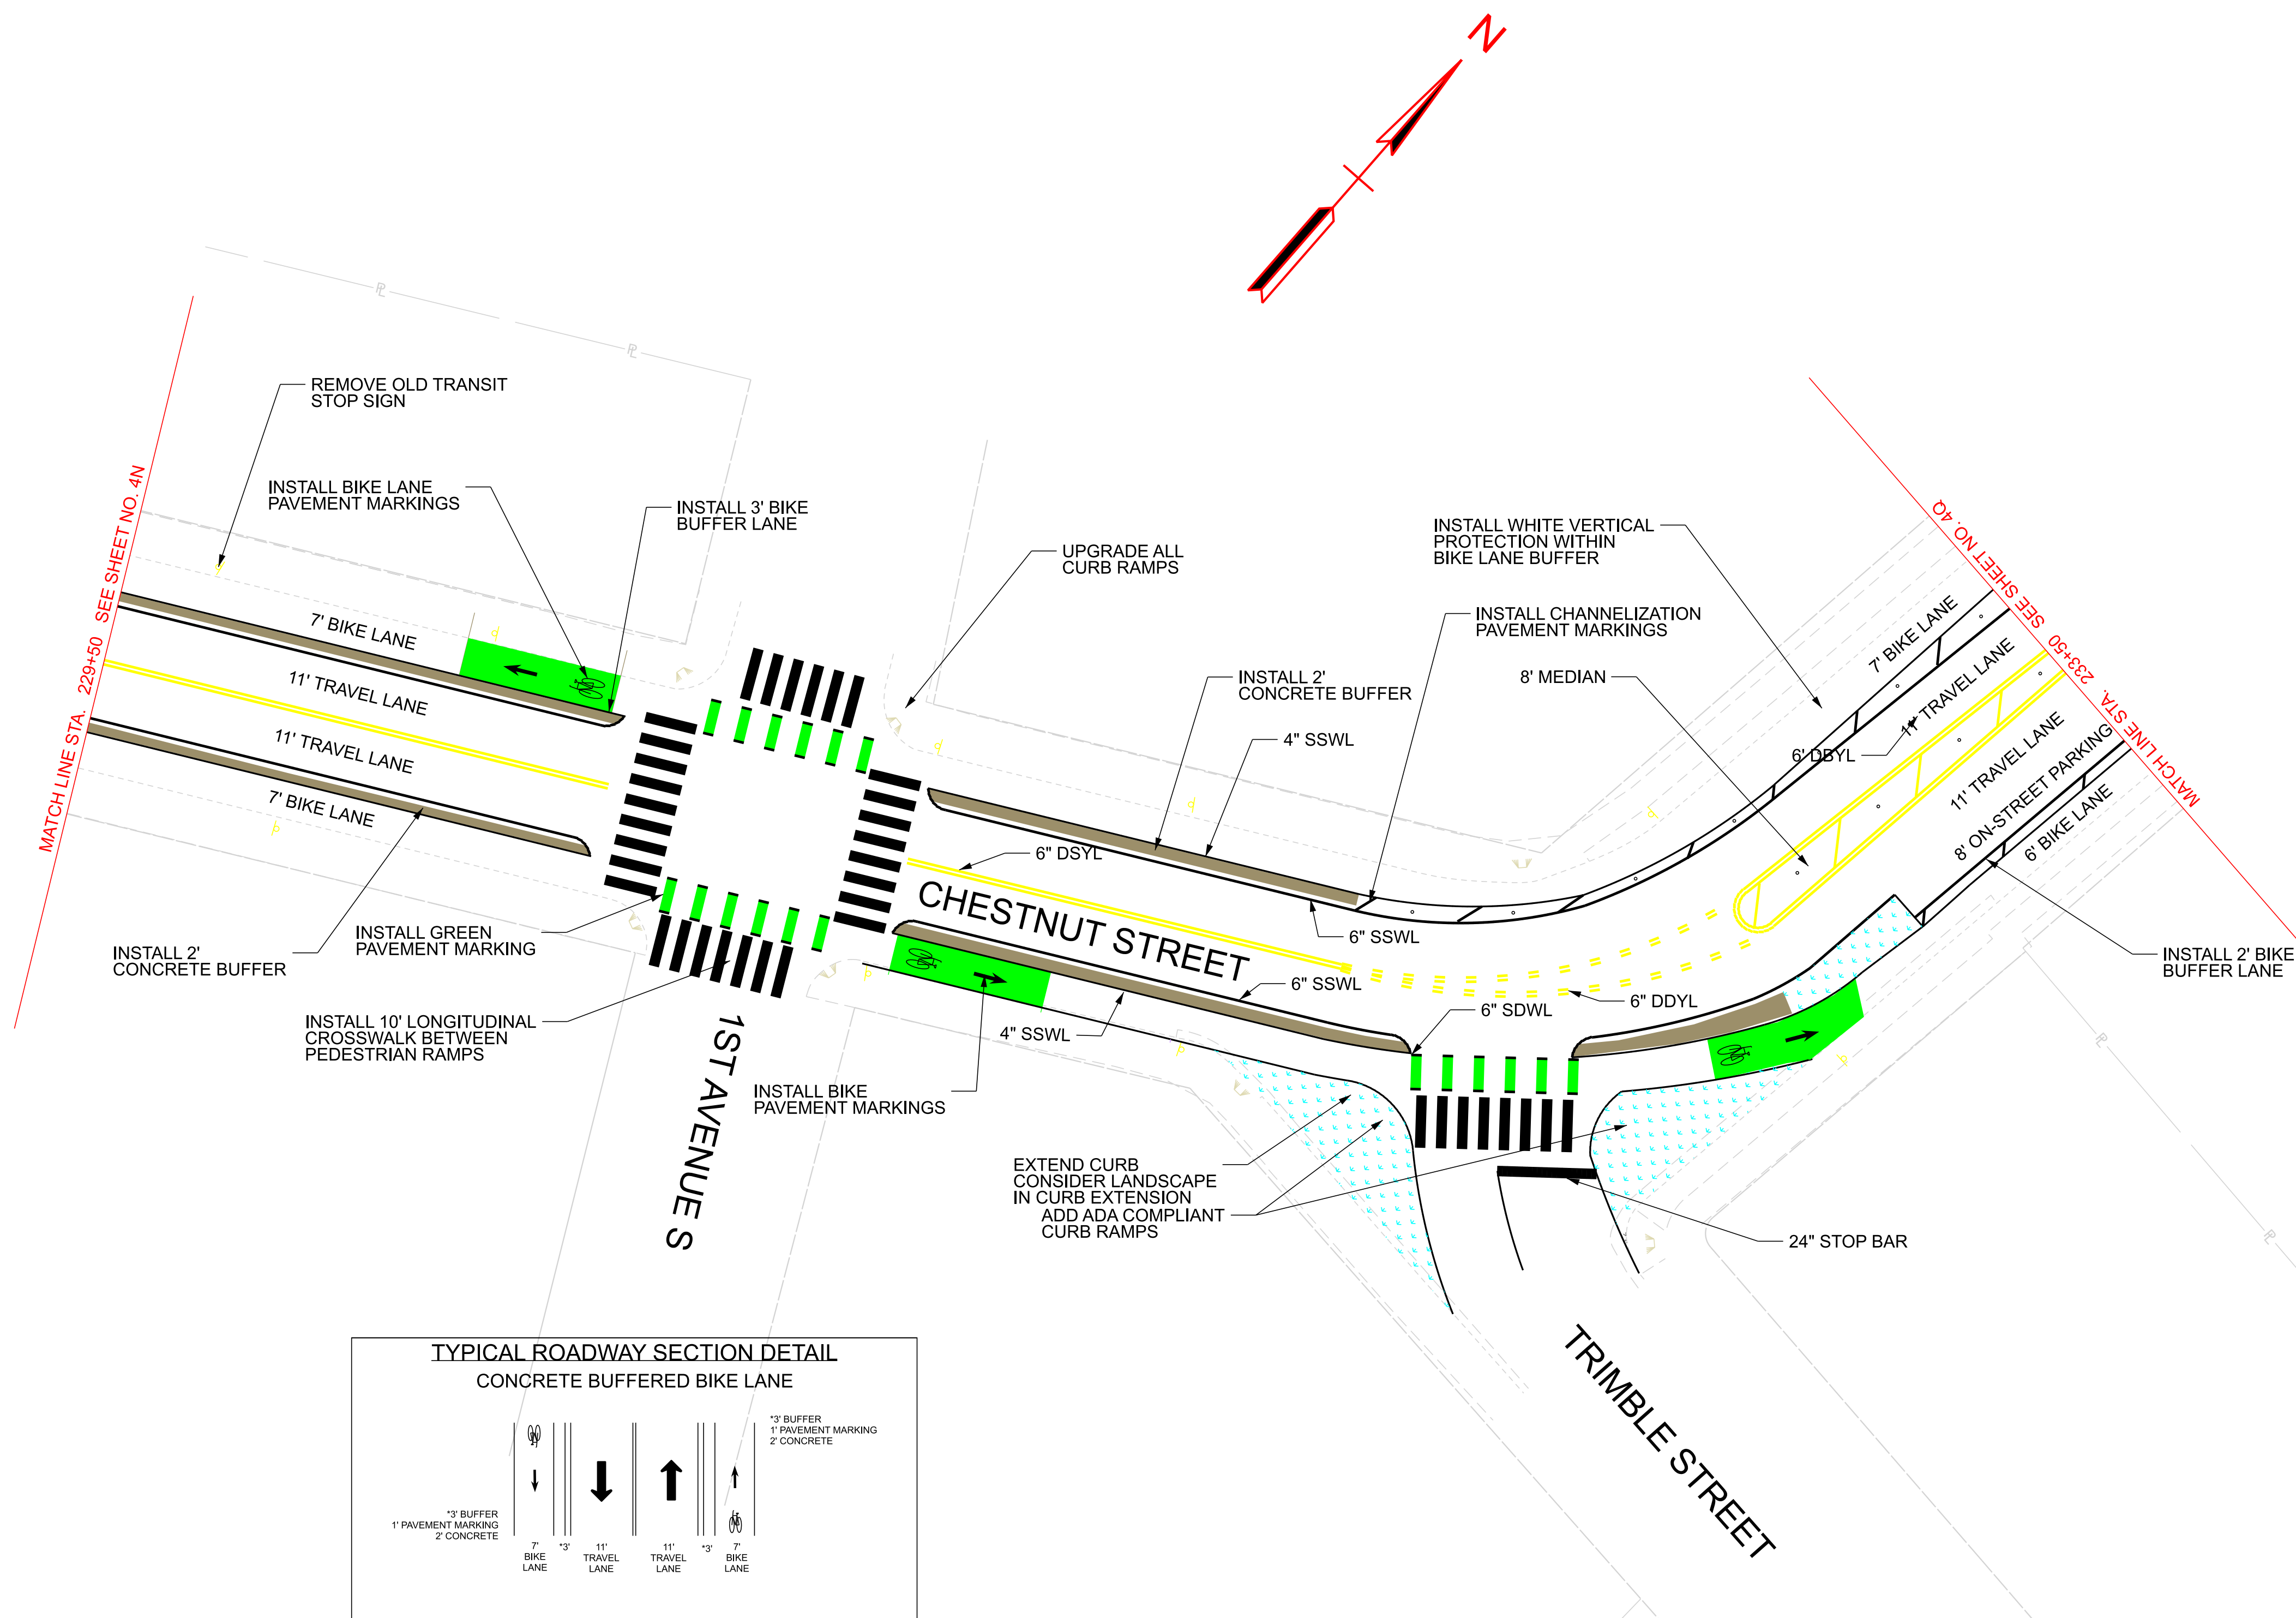 N
REMOVE OLD TRANSIT
STOP SIGN
INSTALL BIKE LANE
PAVEMENT MARKINGS
INSTALL 3' BIKE
BUFFER LANE
UPGRADE ALL
CURB RAMPS
INSTALL WHITE VERTICAL
PROTECTION WITHIN
BIKE LANE BUFFER
INSTALL CHANNELIZATION
PAVEMENT MARKINGS
INSTALL 2'
CONCRETE BUFFER
8' MEDIAN
4" SSWL
MATCH LINE STA. 229+50 SEE SHEET NO. 4N
MATCH LINE STA. 233+50 SEE SHEET NO. 4Q
7' BIKE LANE
11' TRAVEL LANE
11' TRAVEL LANE
7' BIKE LANE
7' BIKE LANE
11' TRAVEL LANE
6' DBYL
11' TRAVEL LANE
8' ON-STREET PARKING
6' BIKE LANE
6" DSYL
CHESTNUT STREET
6" SSWL
6" SSWL
6" DDYL
6" SDWL
4" SSWL
INSTALL 2' BIKE
BUFFER LANE
INSTALL 2'
CONCRETE BUFFER
INSTALL GREEN
PAVEMENT MARKING
INSTALL 10' LONGITUDINAL
CROSSWALK BETWEEN
PEDESTRIAN RAMPS
1ST AVENUE S
INSTALL BIKE
PAVEMENT MARKINGS
EXTEND CURB
CONSIDER LANDSCAPE
IN CURB EXTENSION
ADD ADA COMPLIANT
CURB RAMPS
24" STOP BAR
TRIMBLE STREET
PL
PL
PL
PL
TYPICAL ROADWAY SECTION DETAIL
CONCRETE BUFFERED BIKE LANE
*3' BUFFER
1' PAVEMENT MARKING
2' CONCRETE
*3' BUFFER
1' PAVEMENT MARKING
2' CONCRETE
7'
BIKE
LANE
*3'
11'
TRAVEL
LANE
11'
TRAVEL
LANE
*3'
7'
BIKE
LANE